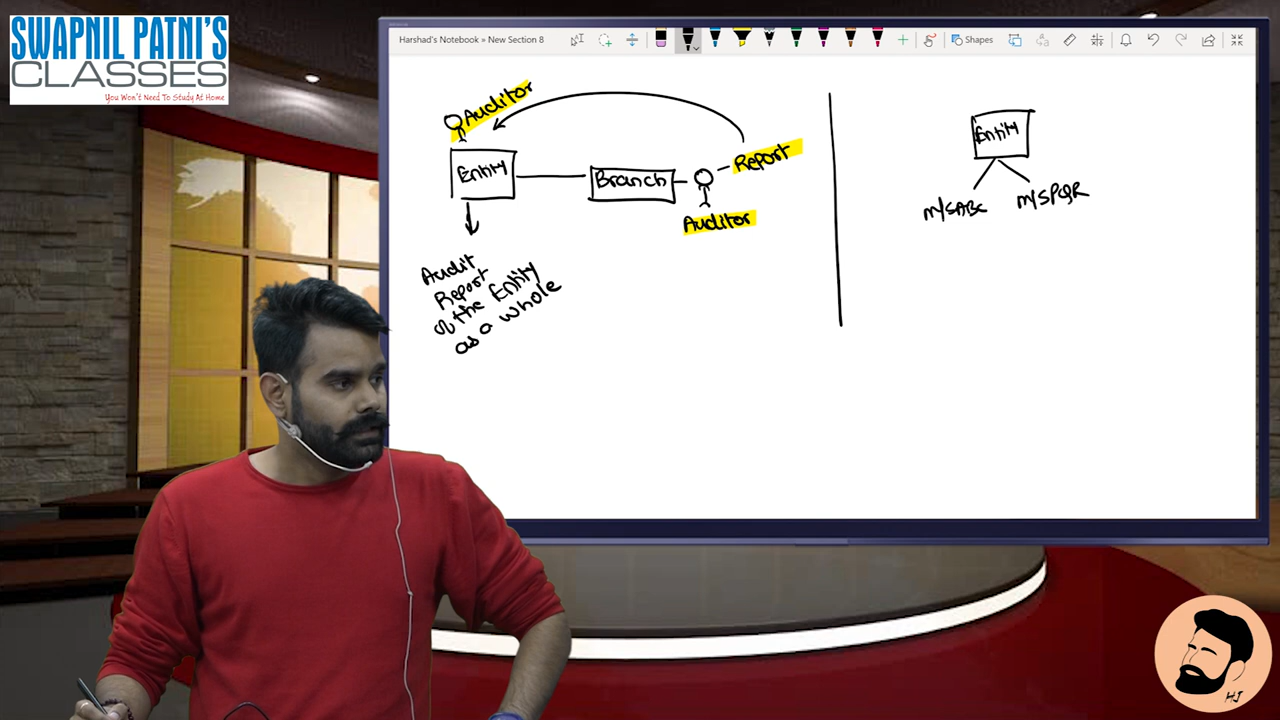 SWAPNIL PATNI'S
CLASSES
You Won't Need To Study At Home
Harshad's Notebook » New Section 8
Shapes
Auditor
Entity
Branch
Report
Auditor
Audit
Report
of the Entity
as a whole
Entity
M/S ABC
M/S PQR
HJ